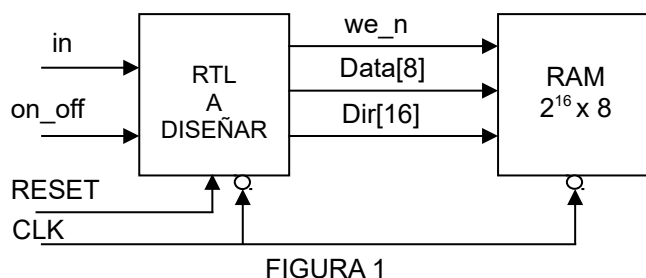 in
on_off
RESET
CLK
RTL
A
DISEÑAR
we_n
Data[8]
Dir[16]
RAM
2¹⁶ x 8
FIGURA 1